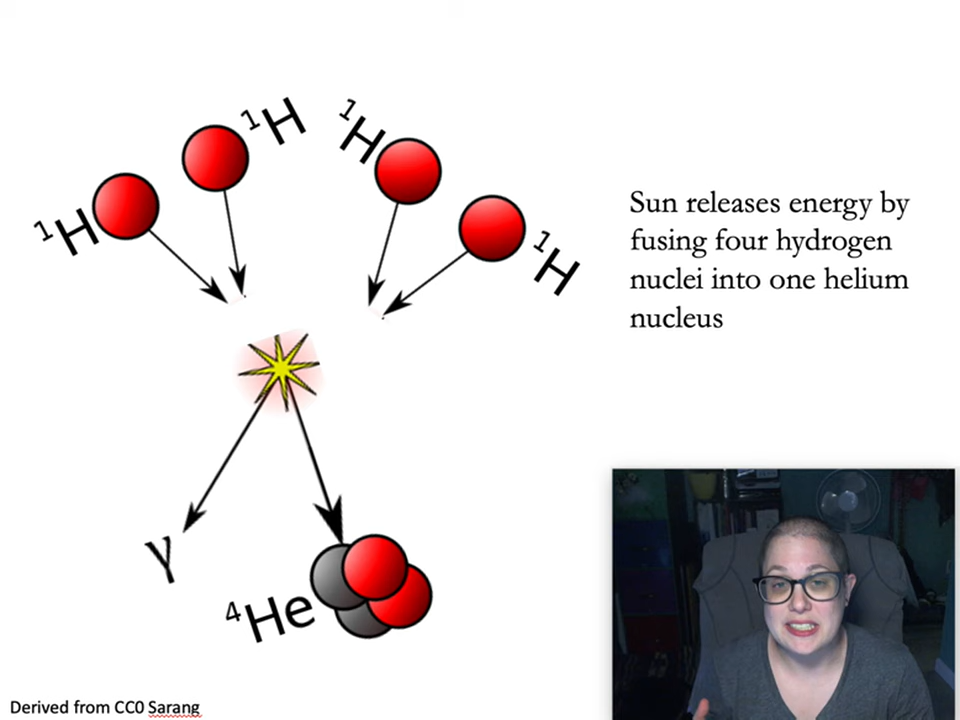 ¹H
¹H
¹H
¹H
Sun releases energy by
fusing four hydrogen
nuclei into one helium
nucleus
γ
⁴He
Derived from CC0 Sarang